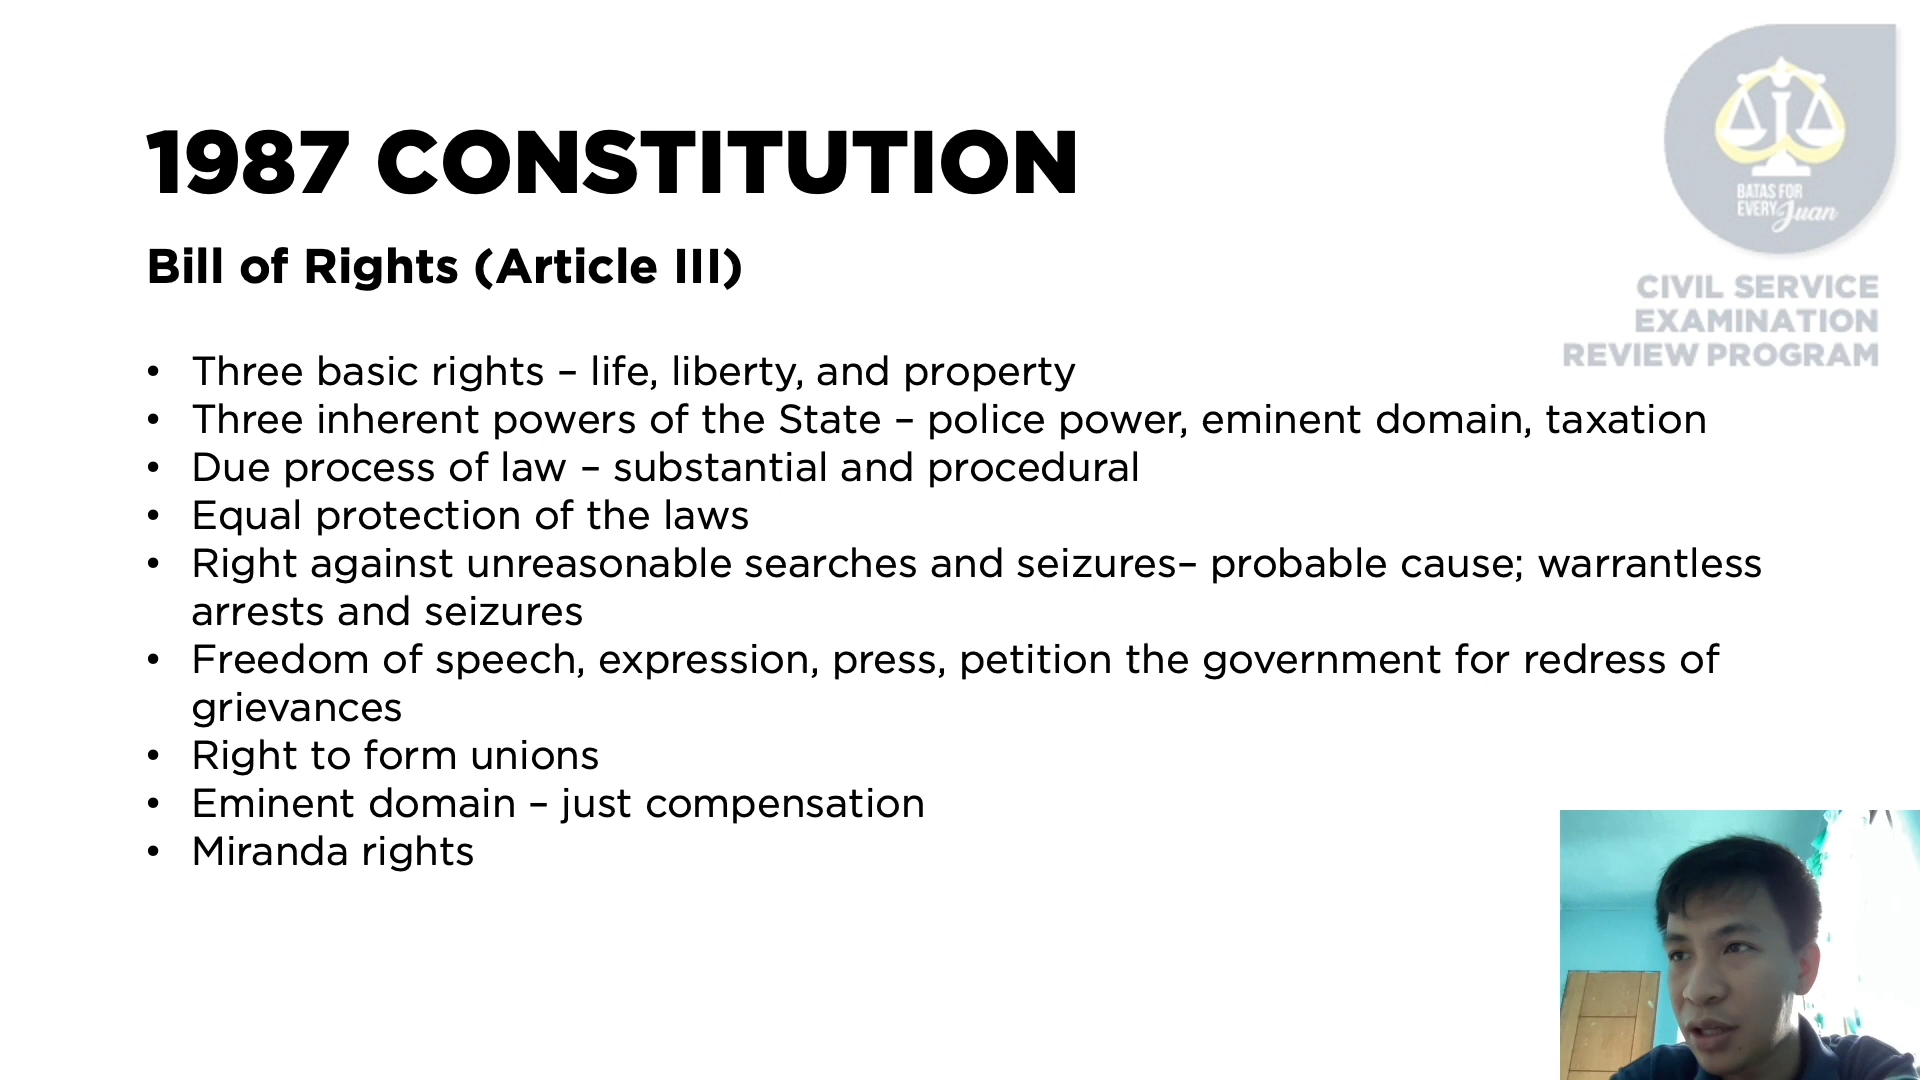 1987 CONSTITUTION
Bill of Rights (Article III)
• Three basic rights – life, liberty, and property
• Three inherent powers of the State – police power, eminent domain, taxation
• Due process of law – substantial and procedural
• Equal protection of the laws
• Right against unreasonable searches and seizures– probable cause; warrantless
arrests and seizures
• Freedom of speech, expression, press, petition the government for redress of
grievances
• Right to form unions
• Eminent domain – just compensation
• Miranda rights
BATAS FOR
EVERY Juan
CIVIL SERVICE
EXAMINATION
REVIEW PROGRAM